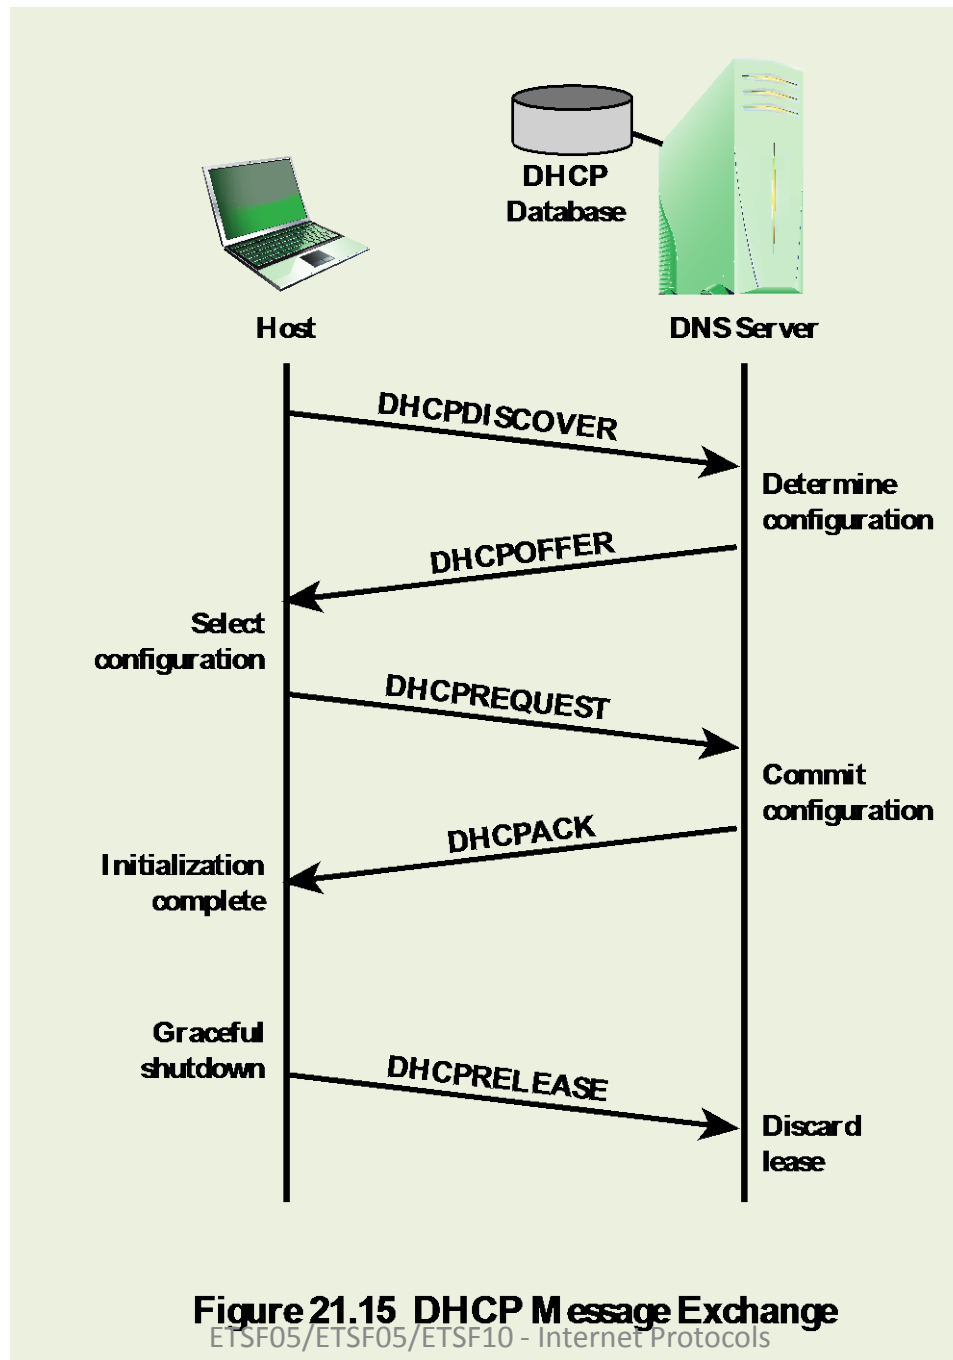 DHCP
Database
Host
DNS Server
DHCPDISCOVER
Determine
configuration
DHCPOFFER
Select
configuration
DHCPREQUEST
Commit
configuration
DHCPACK
Initialization
complete
Graceful
shutdown
DHCPRELEASE
Discard
lease
Figure 21.15 DHCP Message Exchange
ETSF05/ETSF05/ETSF10 - Internet Protocols